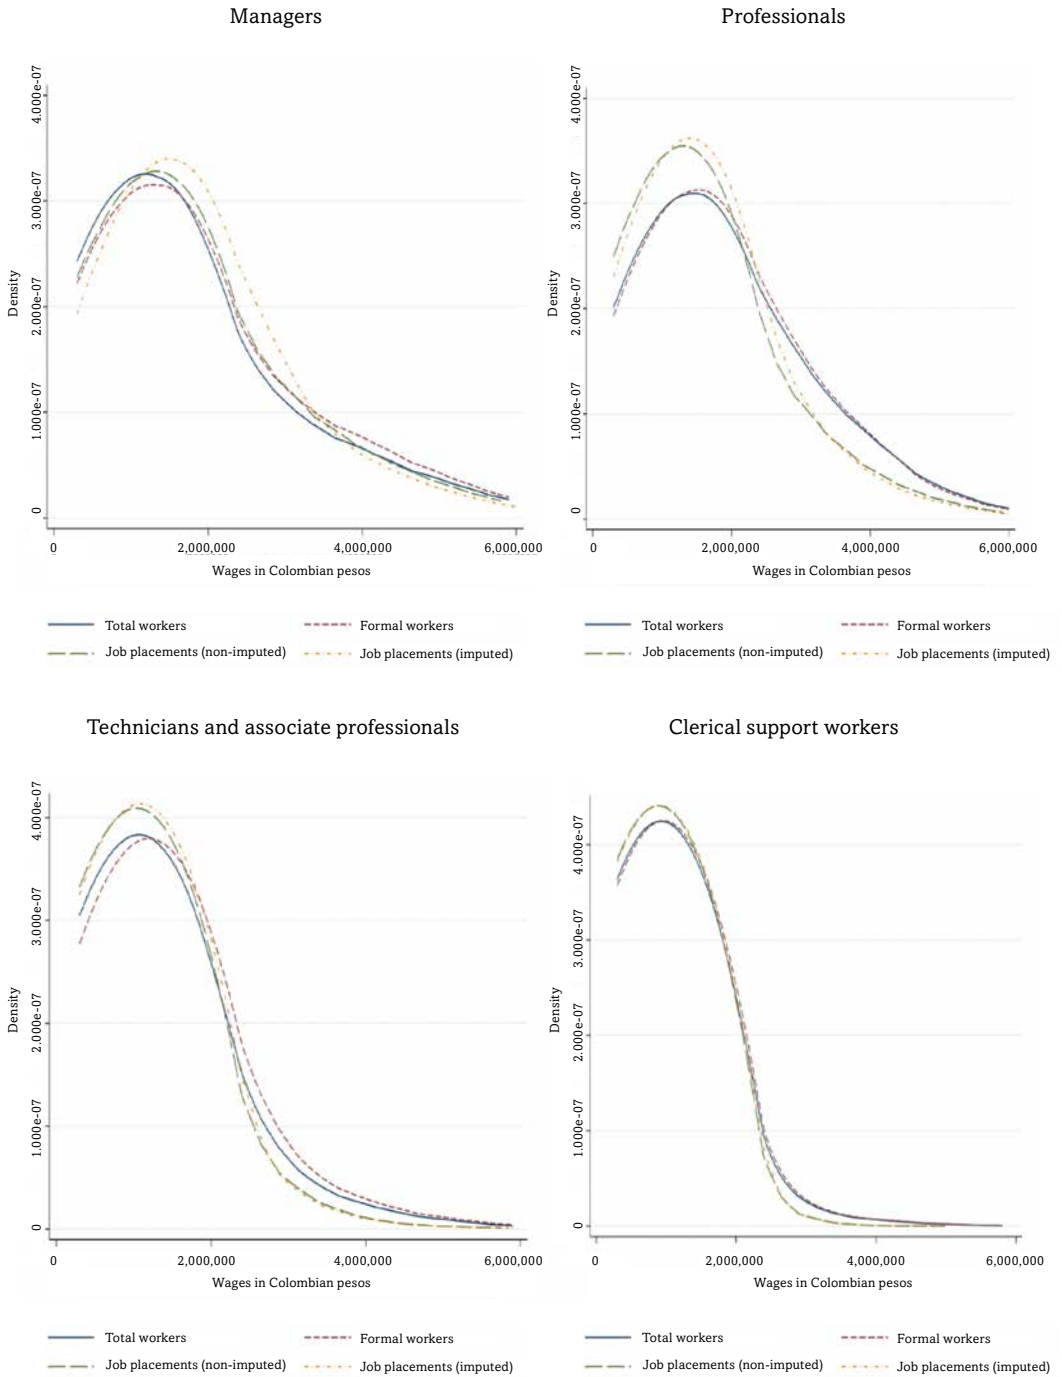 Managers
Professionals
Density
4.000e-07
3.000e-07
2.000e-07
1.000e-07
0
0
2,000,000
4,000,000
6,000,000
Wages in Colombian pesos
Density
4.000e-07
3.000e-07
2.000e-07
1.000e-07
0
0
2,000,000
4,000,000
6,000,000
Wages in Colombian pesos
Total workers
Formal workers
Job placements (non-imputed)
Job placements (imputed)
Total workers
Formal workers
Job placements (non-imputed)
Job placements (imputed)
Technicians and associate professionals
Clerical support workers
Density
4.000e-07
3.000e-07
2.000e-07
1.000e-07
0
0
2,000,000
4,000,000
6,000,000
Wages in Colombian pesos
Density
4.000e-07
3.000e-07
2.000e-07
1.000e-07
0
0
2,000,000
4,000,000
6,000,000
Wages in Colombian pesos
Total workers
Formal workers
Job placements (non-imputed)
Job placements (imputed)
Total workers
Formal workers
Job placements (non-imputed)
Job placements (imputed)